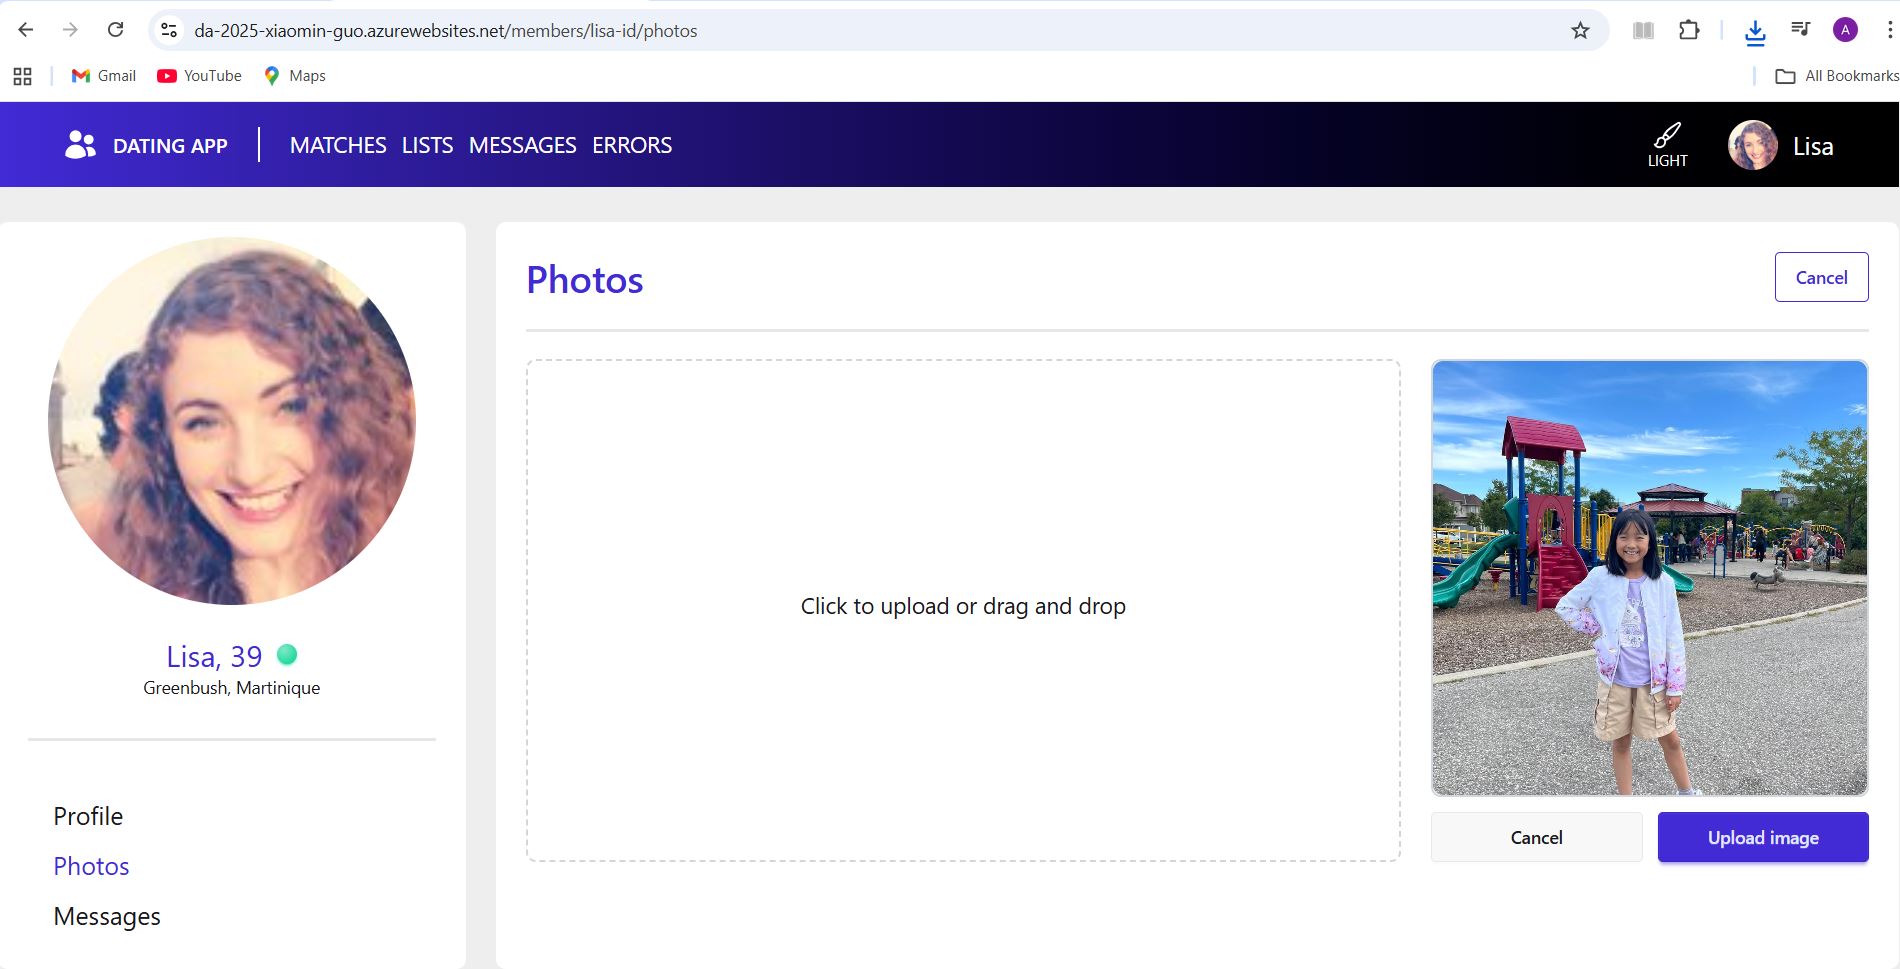 da-2025-xiaomin-guo.azurewebsites.net/members/lisa-id/photos
A
Gmail YouTube Maps
All Bookmarks
DATING APP MATCHES LISTS MESSAGES ERRORS
LIGHT
Lisa
Photos
Cancel
Click to upload or drag and drop
Cancel
Upload image
Lisa, 39
Greenbush, Martinique
Profile
Photos
Messages